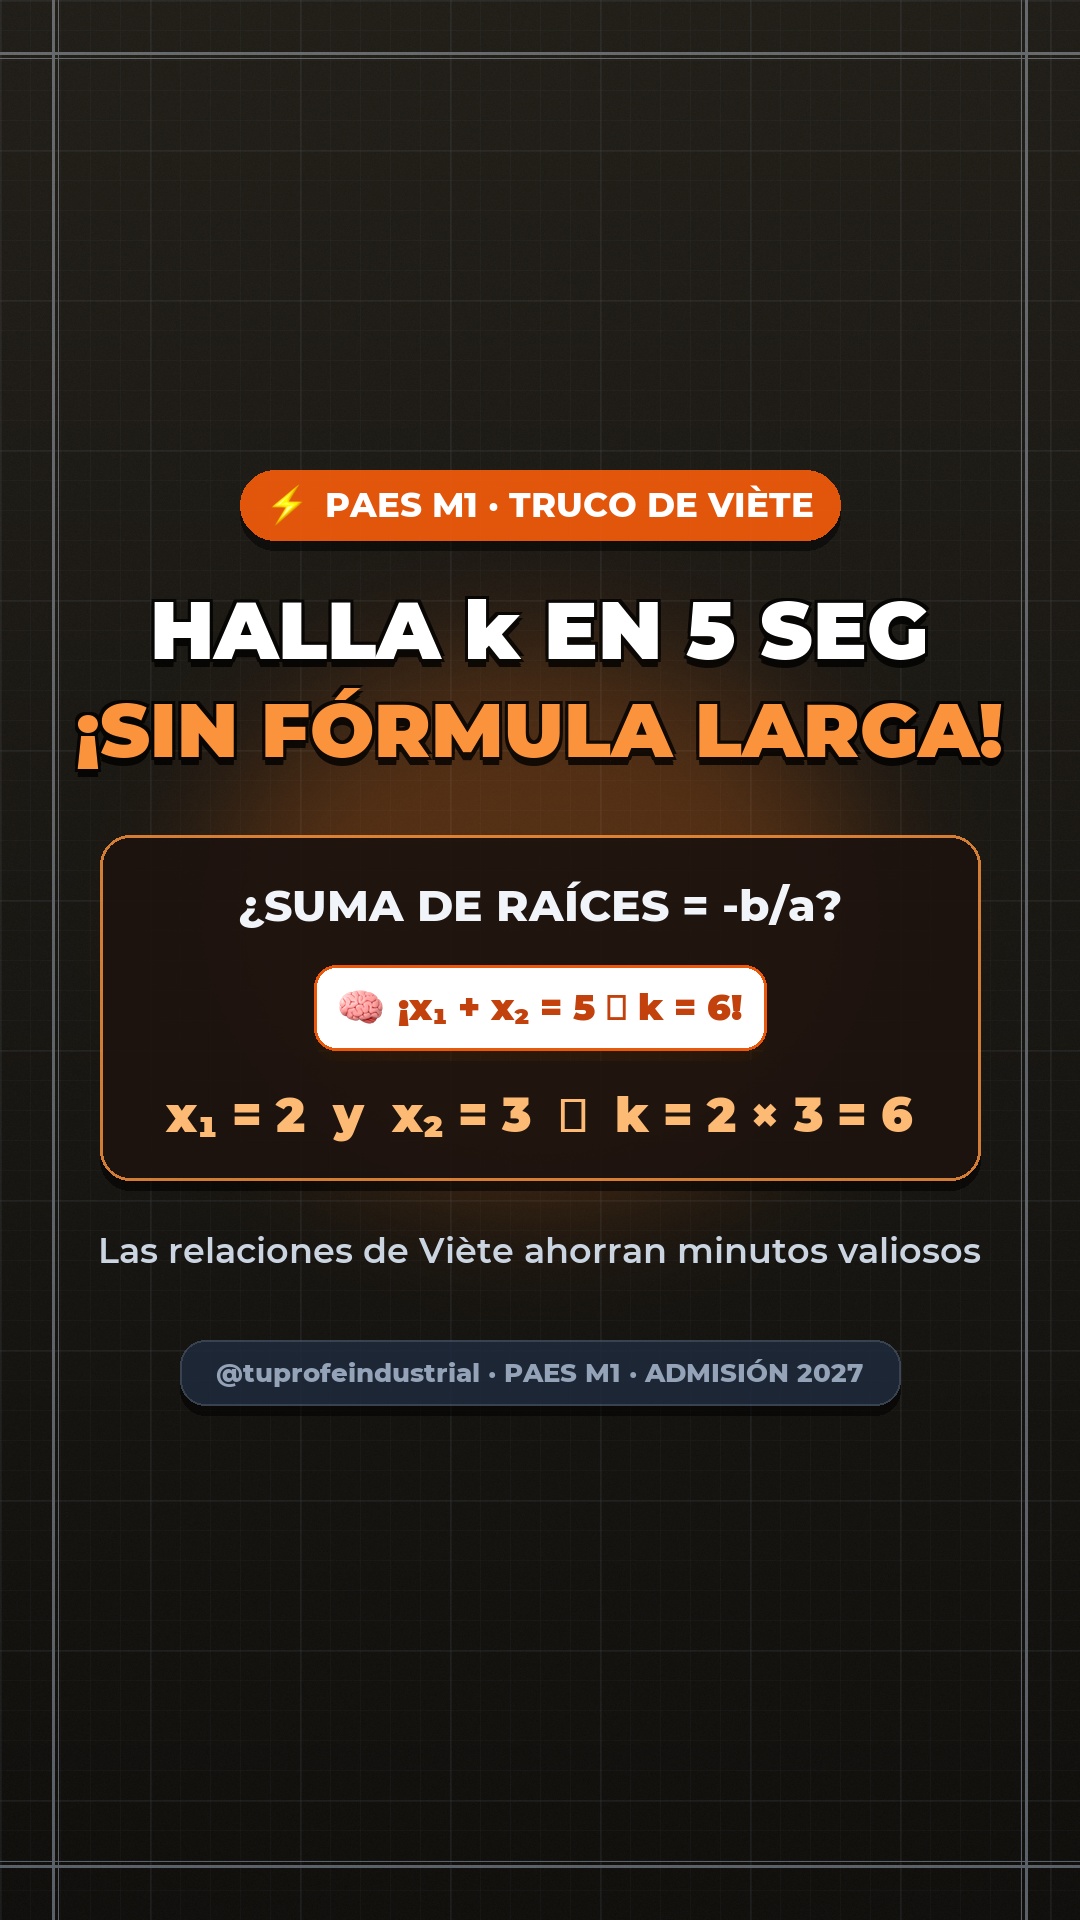 ⚡ PAES M1 • TRUCO DE VIÈTE
HALLA k EN 5 SEG
¡SIN FÓRMULA LARGA!
¿SUMA DE RAÍCES = -b/a?
🧠 ¡x₁ + x₂ = 5 ▯ k = 6!
x₁ = 2 y x₂ = 3 ▯ k = 2 × 3 = 6
Las relaciones de Viète ahorran minutos valiosos
@tuprofeindustrial • PAES M1 • ADMISIÓN 2027